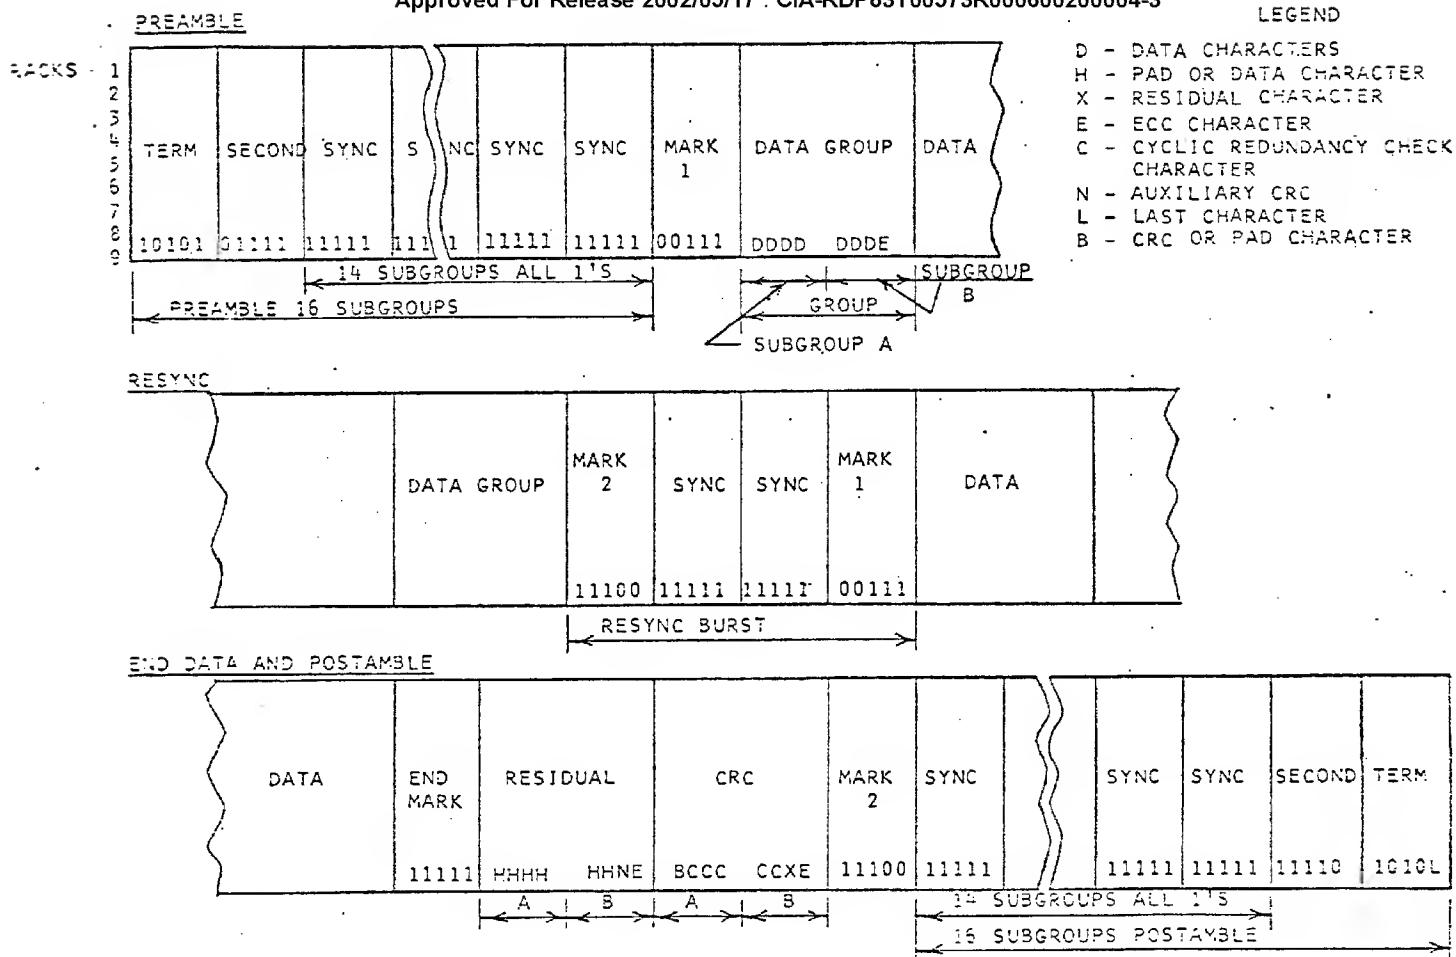 Approved For Release 2002/05/17 : CIA-RDP83T00573R000600200004-3
PREAMBLE
LEGEND
D - DATA CHARACTERS
H - PAD OR DATA CHARACTER
X - RESIDUAL CHARACTER
E - ECC CHARACTER
C - CYCLIC REDUNDANCY CHECK
CHARACTER
N - AUXILIARY CRC
L - LAST CHARACTER
B - CRC OR PAD CHARACTER
RACKS - 1
2
3
4
5
6
7
8
9
TERM SECOND SYNC S NC SYNC SYNC MARK 1 DATA GROUP DATA
10101 01111 11111 111 1 11111 11111 00111 DDDD DDDE
14 SUBGROUPS ALL 1'S
SUBGROUP
B
PREAMBLE 16 SUBGROUPS
GROUP
SUBGROUP A
RESYNC
DATA GROUP MARK 2 SYNC SYNC MARK 1 DATA
11100 11111 11111 00111
RESYNC BURST
END DATA AND POSTAMBLE
DATA END MARK RESIDUAL CRC MARK 2 SYNC SYNC SYNC SECOND TERM
11111 HHHH HHNE BCCC CCXE 11100 11111 11111 11111 11110 1010L
A B A B 14 SUBGROUPS ALL 1'S
16 SUBGROUPS POSTAMBLE